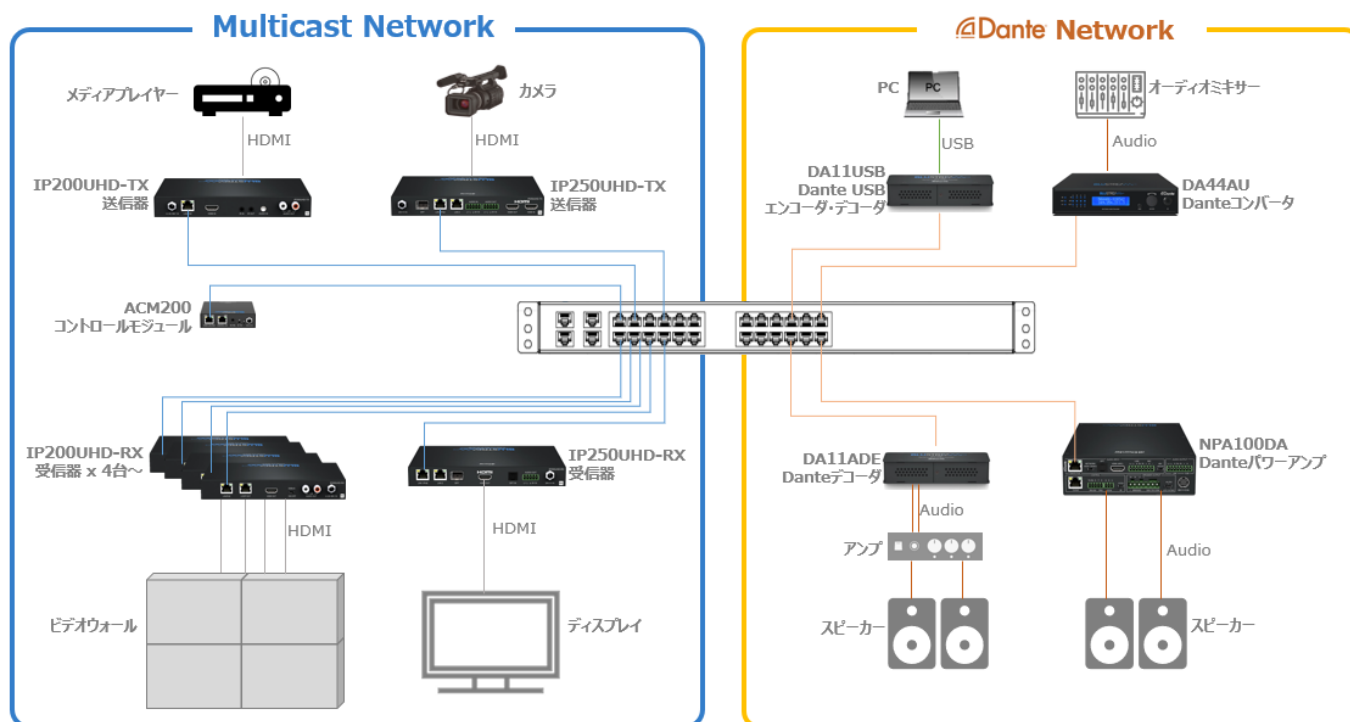 Multicast Network
Dante Network
メディアプレイヤー
カメラ
HDMI
HDMI
IP200UHD-TX
送信器
IP250UHD-TX
送信器
ACM200
コントロールモジュール
IP200UHD-RX
受信器 x 4台～
IP250UHD-RX
受信器
HDMI
HDMI
ビデオウォール
ディスプレイ
PC
PC
オーディオミキサー
USB
Audio
DA11USB
Dante USB
エンコーダ・デコーダ
DA44AU
Danteコンバータ
DA11ADE
Danteデコーダ
NPA100DA
Danteパワーアンプ
Audio
アンプ
Audio
スピーカー
スピーカー